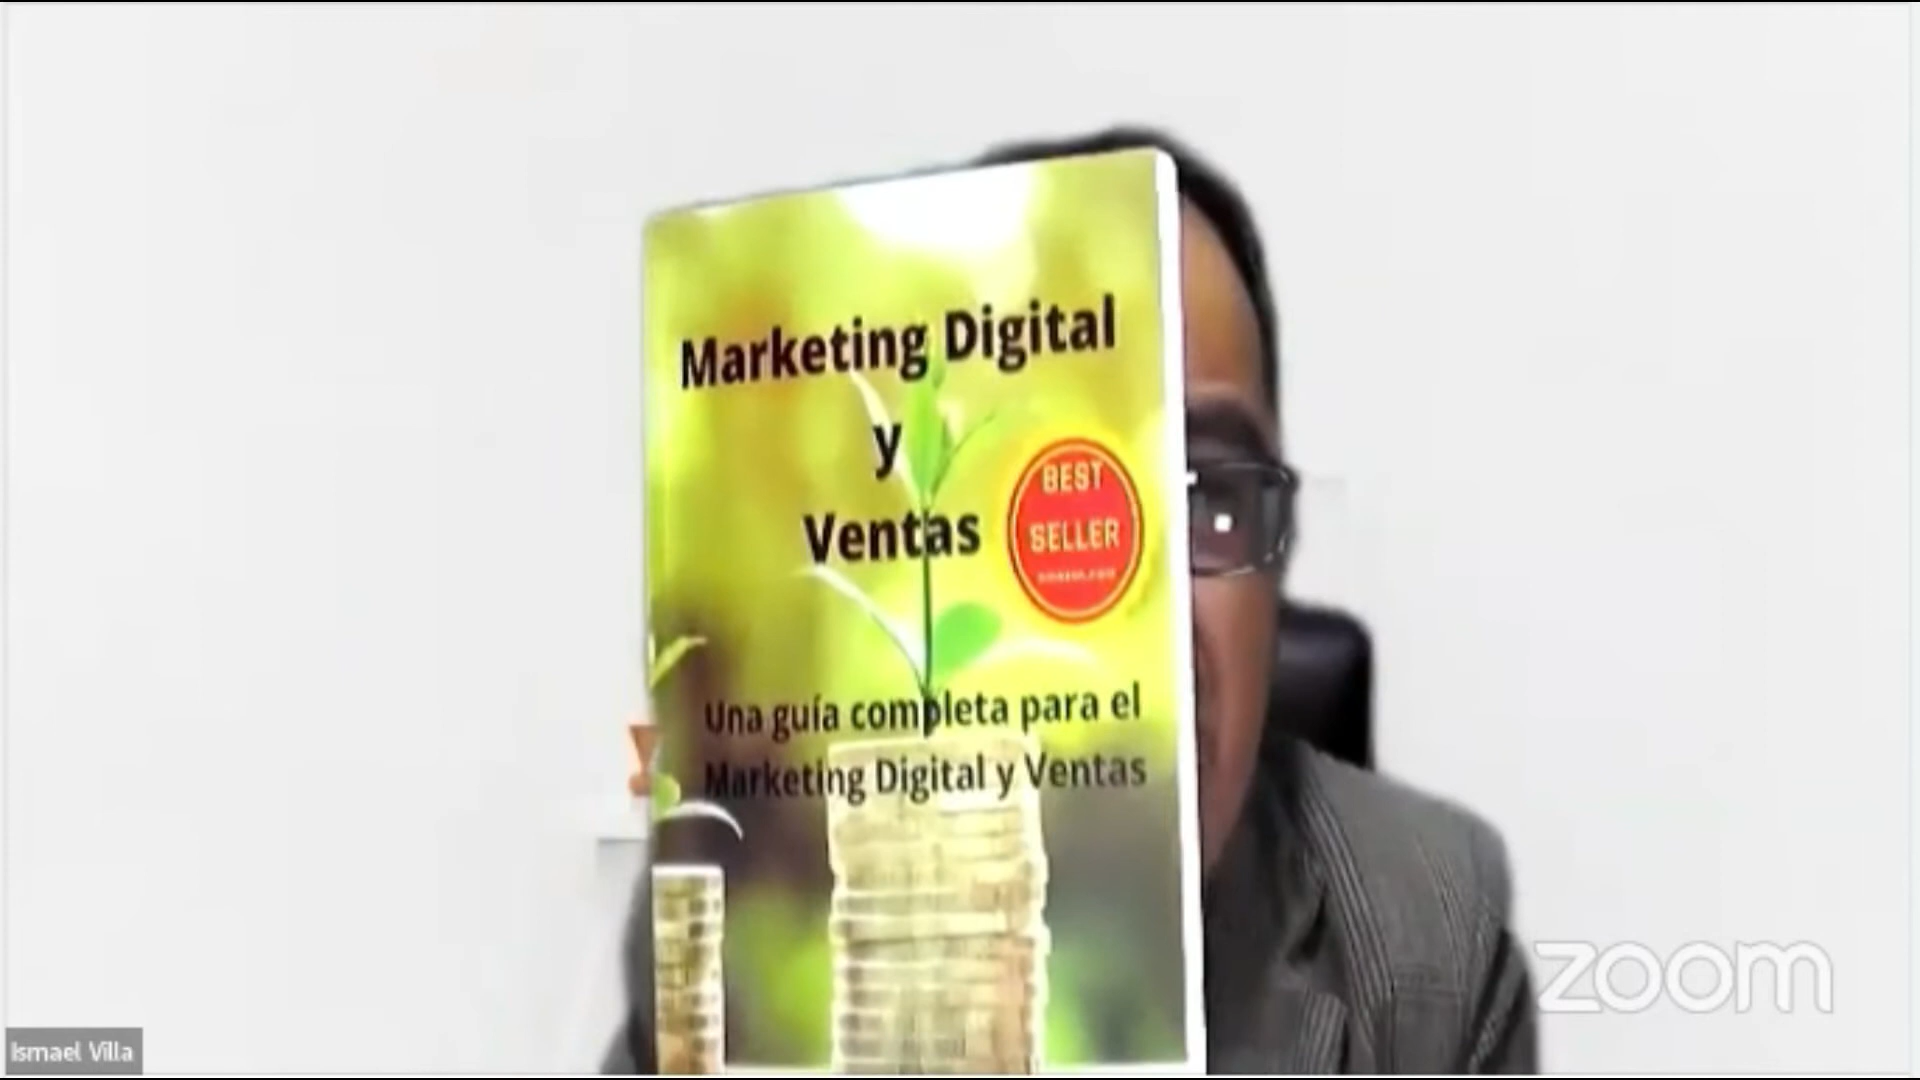 Marketing Digital
y
Ventas
BEST
SELLER
Una guía completa para el
Marketing Digital y Ventas
zoom
Ismael Villa